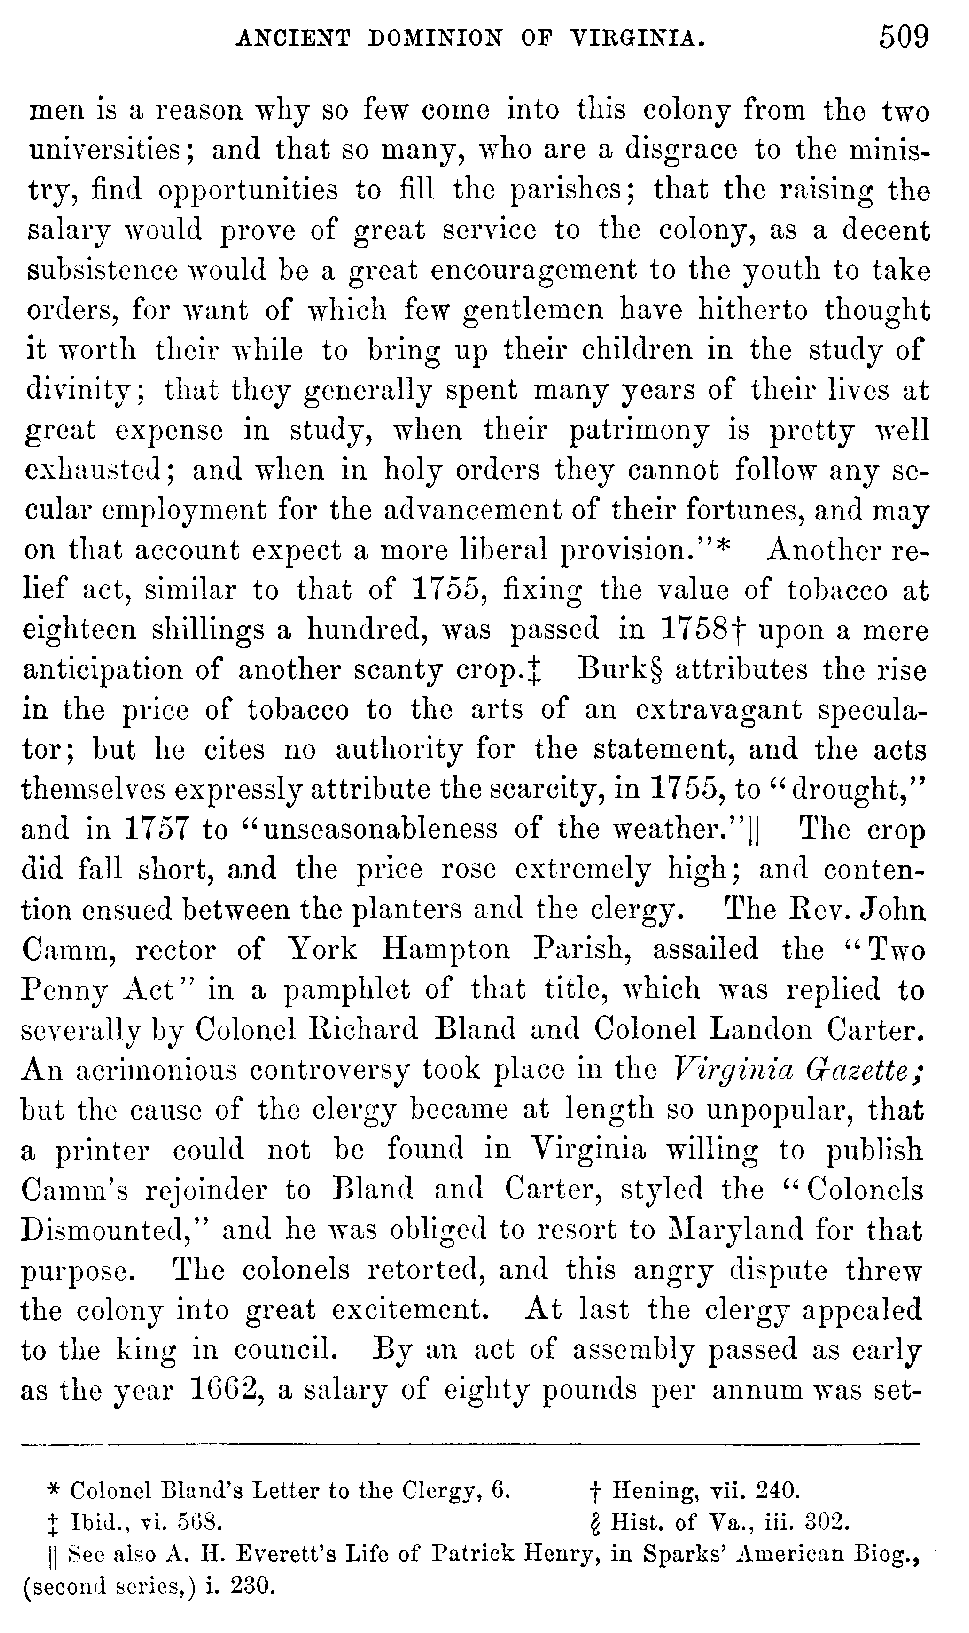 ANCIENT DOMINION OF VIRGINIA. 509
men is a reason why so few come into this colony from the two
universities; and that so many, who are a disgrace to the minis-
try, find opportunities to fill the parishes; that the raising the
salary would prove of great service to the colony, as a decent
subsistence would be a great encouragement to the youth to take
orders, for want of which few gentlemen have hitherto thought
it worth their while to bring up their children in the study of
divinity; that they generally spent many years of their lives at
great expense in study, when their patrimony is pretty well
exhausted; and when in holy orders they cannot follow any se-
cular employment for the advancement of their fortunes, and may
on that account expect a more liberal provision."* Another re-
lief act, similar to that of 1755, fixing the value of tobacco at
eighteen shillings a hundred, was passed in 1758† upon a mere
anticipation of another scanty crop.‡ Burk§ attributes the rise
in the price of tobacco to the arts of an extravagant specula-
tor; but he cites no authority for the statement, and the acts
themselves expressly attribute the scarcity, in 1755, to "drought,"
and in 1757 to "unseasonableness of the weather."|| The crop
did fall short, and the price rose extremely high; and conten-
tion ensued between the planters and the clergy. The Rev. John
Camm, rector of York Hampton Parish, assailed the "Two
Penny Act" in a pamphlet of that title, which was replied to
severally by Colonel Richard Bland and Colonel Landon Carter.
An acrimonious controversy took place in the Virginia Gazette;
but the cause of the clergy became at length so unpopular, that
a printer could not be found in Virginia willing to publish
Camm's rejoinder to Bland and Carter, styled the "Colonels
Dismounted," and he was obliged to resort to Maryland for that
purpose. The colonels retorted, and this angry dispute threw
the colony into great excitement. At last the clergy appealed
to the king in council. By an act of assembly passed as early
as the year 1662, a salary of eighty pounds per annum was set-
* Colonel Bland's Letter to the Clergy, 6. † Hening, vii. 240.
‡ Ibid., vi. 568. § Hist. of Va., iii. 302.
|| See also A. H. Everett's Life of Patrick Henry, in Sparks' American Biog.,
(second series,) i. 230.